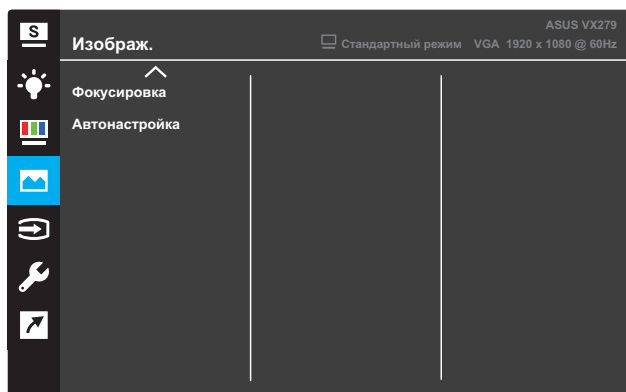 S
ASUS VX279
Изображ.
Стандартный режим VGA 1920 x 1080 @ 60Hz
Фокусировка
Автонастройка